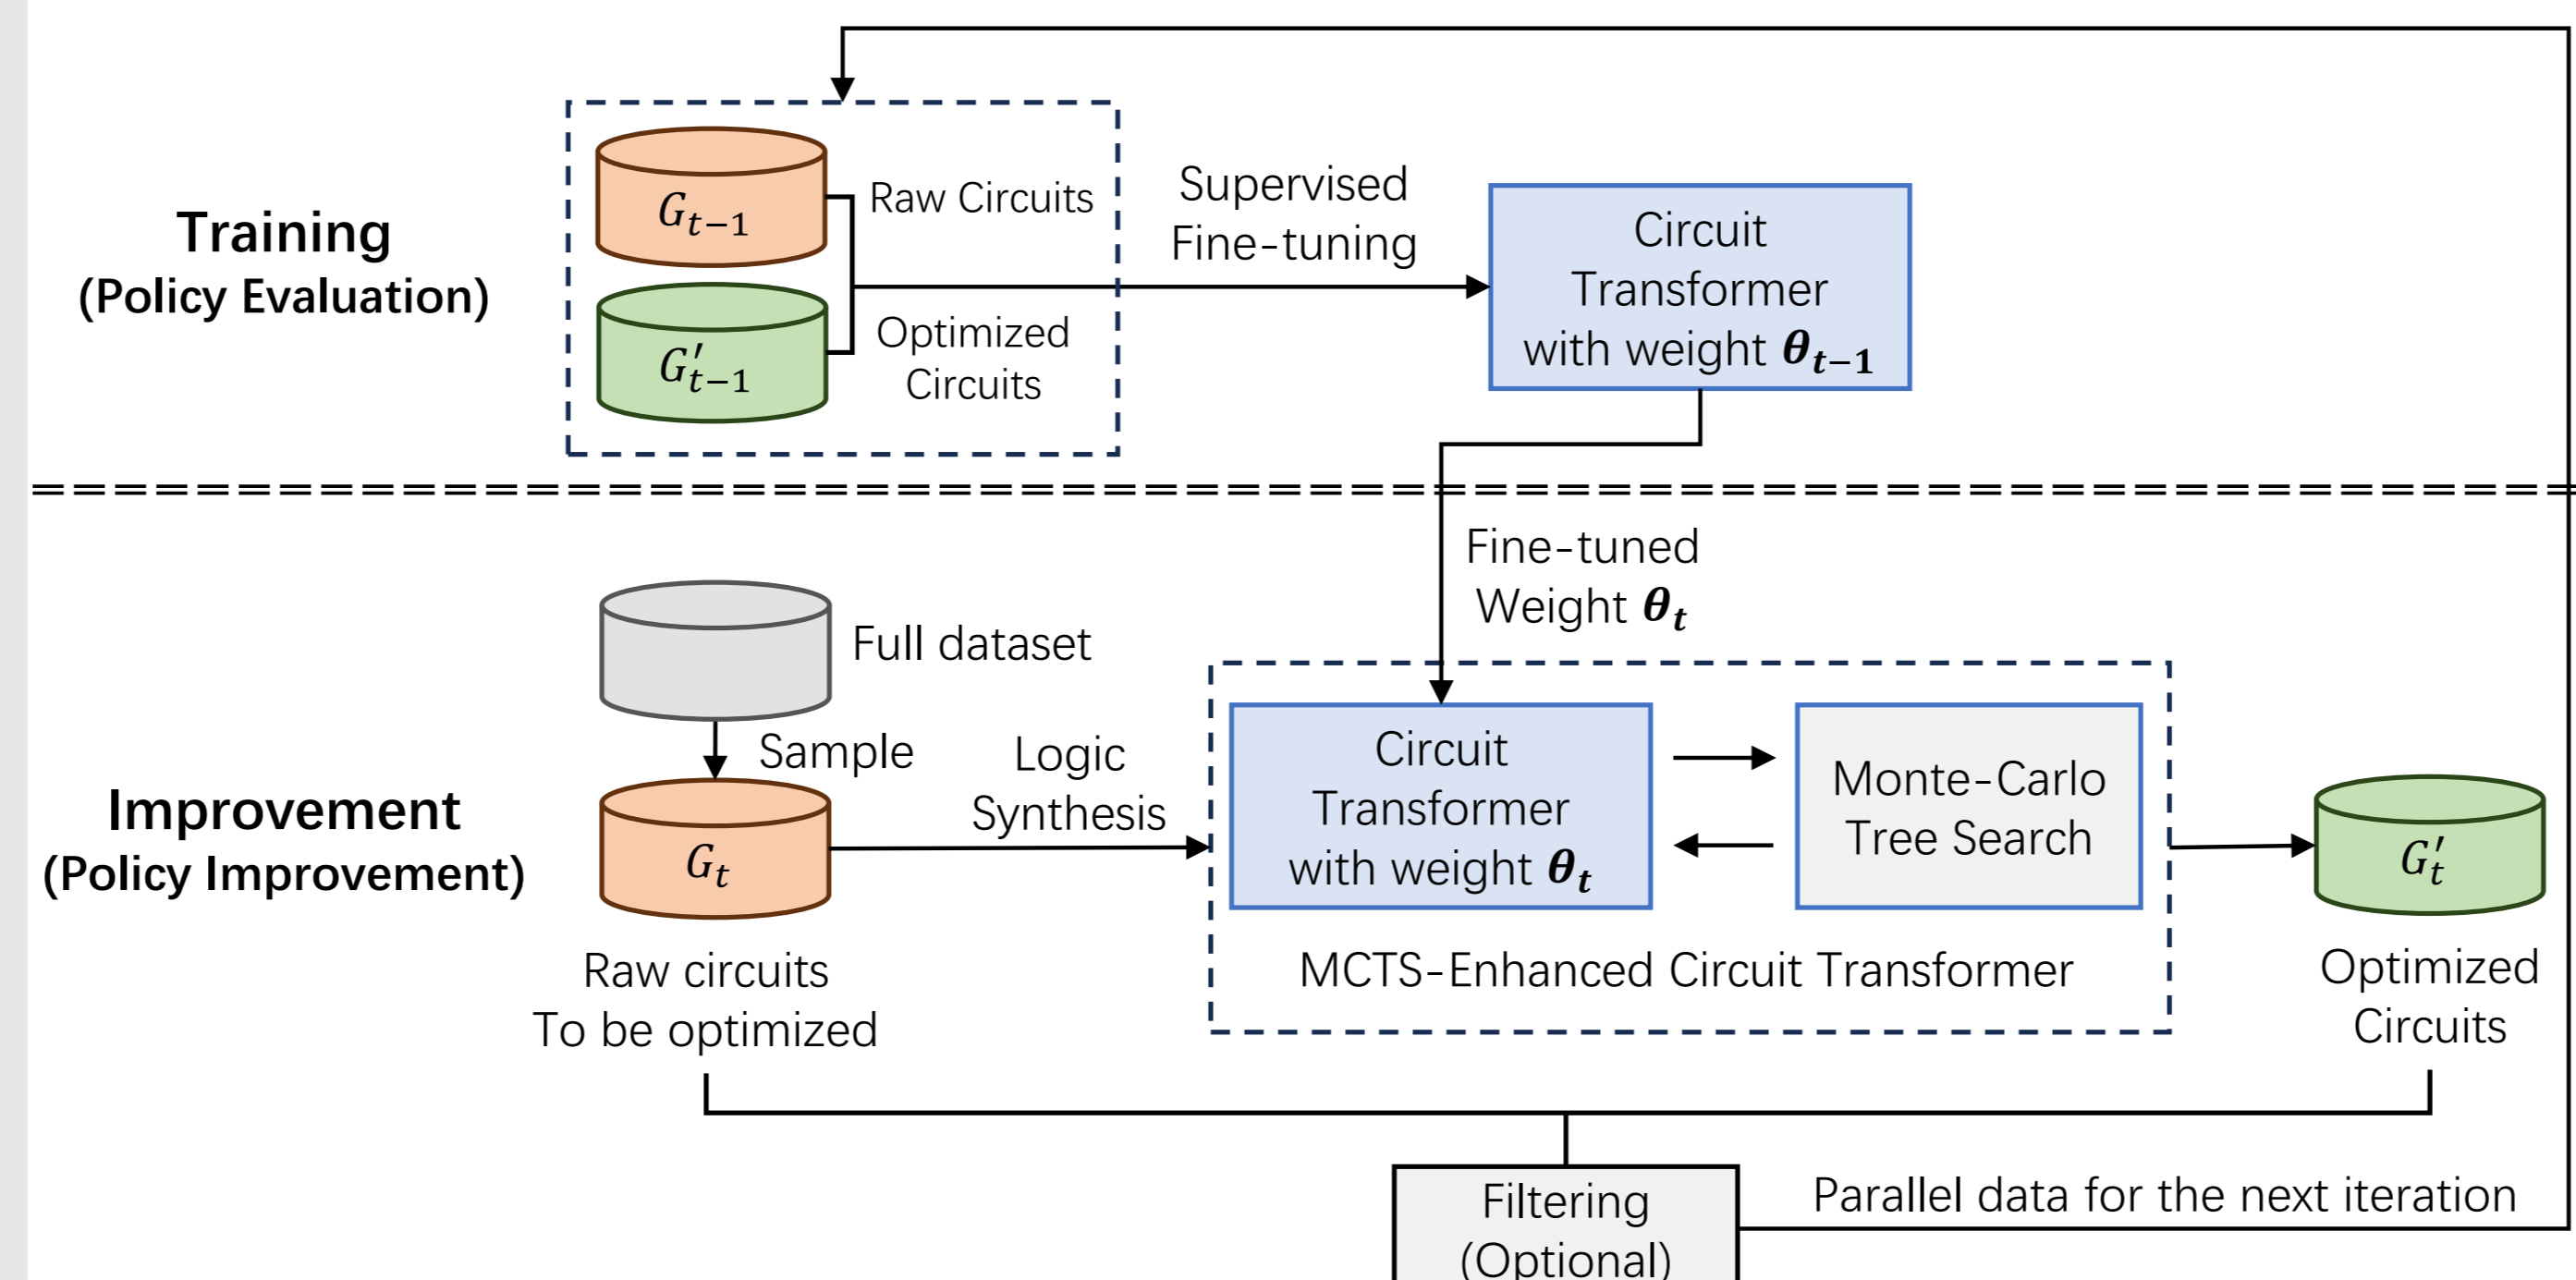 Training
(Policy Evaluation)
G_{t−1}
Raw Circuits
G′_{t−1}
Optimized
Circuits
Supervised
Fine-tuning
Circuit
Transformer
with weight θ_{t−1}
Fine-tuned
Weight θ_t
Improvement
(Policy Improvement)
Full dataset
Sample
G_t
Raw circuits
To be optimized
Logic
Synthesis
Circuit
Transformer
with weight θ_t
Monte-Carlo
Tree Search
MCTS-Enhanced Circuit Transformer
G′_t
Optimized
Circuits
Filtering
(Optional)
Parallel data for the next iteration